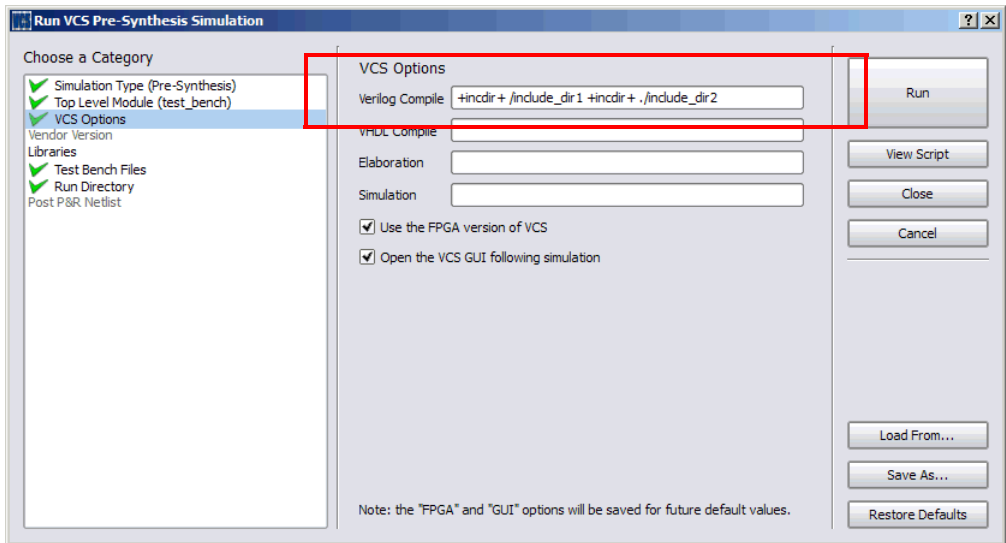 Run VCS Pre-Synthesis Simulation
Choose a Category
Simulation Type (Pre-Synthesis)
Top Level Module (test_bench)
VCS Options
Vendor Version
Libraries
Test Bench Files
Run Directory
Post P&R Netlist
VCS Options
Verilog Compile +incdir+ /include_dir1 +incdir+ ./include_dir2
VHDL Compile
Elaboration
Simulation
Use the FPGA version of VCS
Open the VCS GUI following simulation
Note: the "FPGA" and "GUI" options will be saved for future default values.
Run
View Script
Close
Cancel
Load From...
Save As...
Restore Defaults